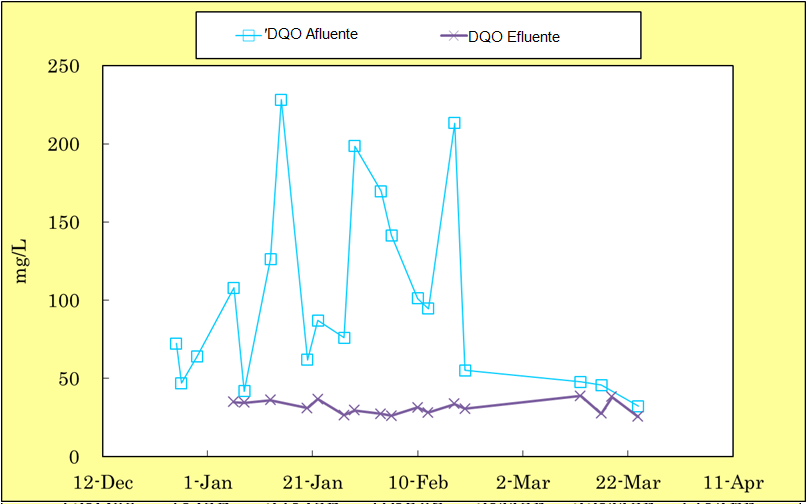 'DQO Afluente
DQO Efluente
250
200
150
100
50
0
mg/L
12-Dec
1-Jan
21-Jan
10-Feb
2-Mar
22-Mar
11-Apr